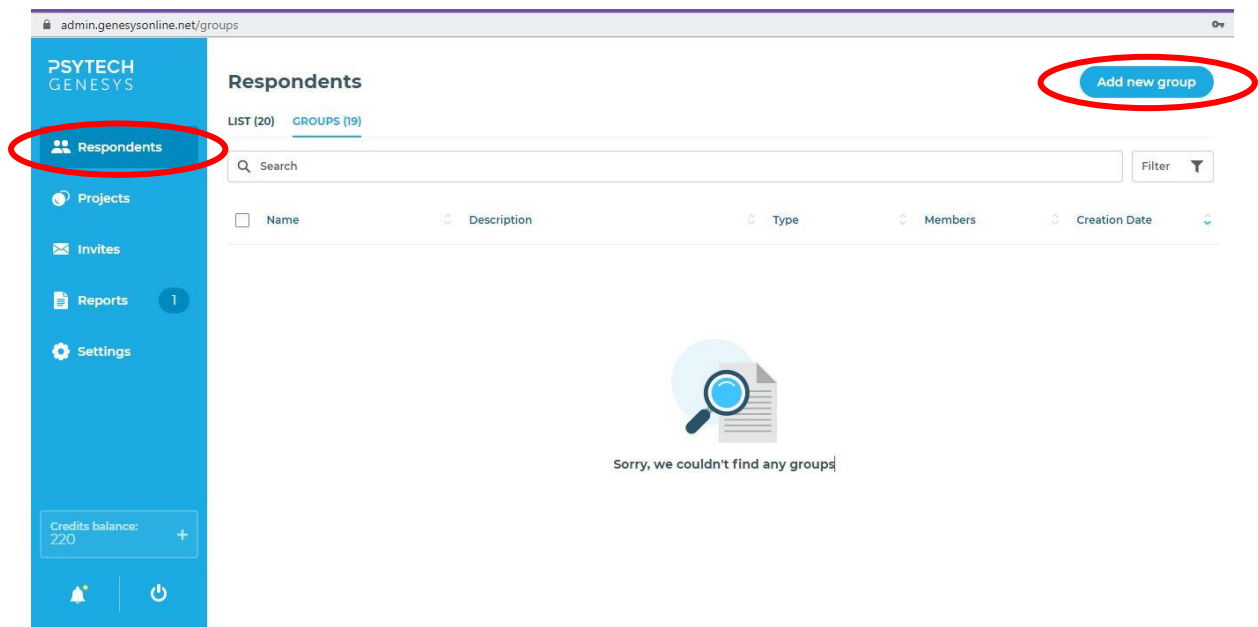 admin.genesysonline.net/groups
PSYTECH
GENESYS
Respondents
Projects
Invites
Reports 1
Settings
Credits balance:
220
+
Respondents
Add new group
LIST (20) GROUPS (19)
Search
Filter
Name Description Type Members Creation Date
Sorry, we couldn't find any groups